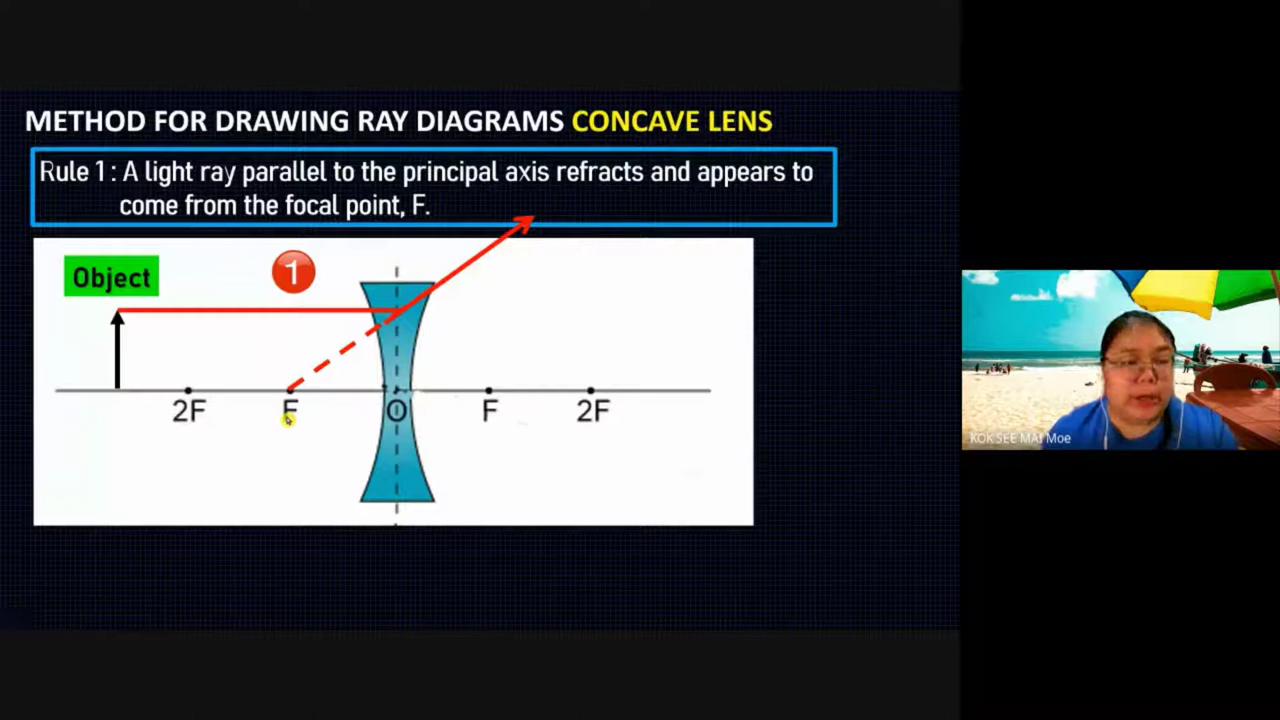 METHOD FOR DRAWING RAY DIAGRAMS CONCAVE LENS
Rule 1 : A light ray parallel to the principal axis refracts and appears to
come from the focal point, F.
Object
1
2F F O F 2F
KOK SEE MAI Moe